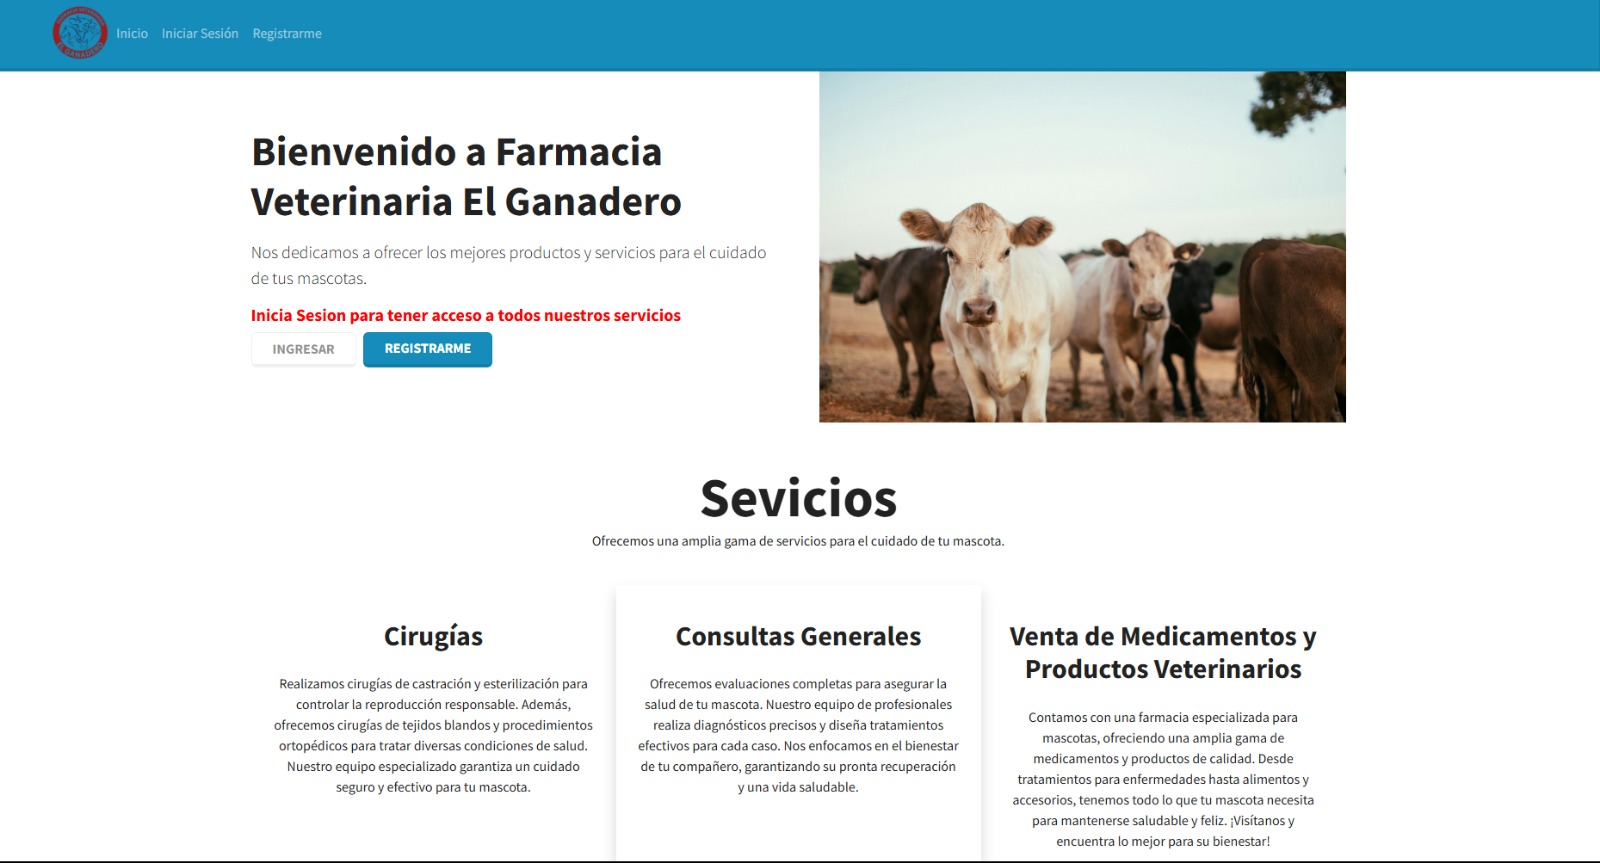 FARMACIA VETERINARIA
EL GANADERO
Inicio Iniciar Sesión Registrarme
Bienvenido a Farmacia
Veterinaria El Ganadero
Nos dedicamos a ofrecer los mejores productos y servicios para el cuidado
de tus mascotas.
Inicia Sesion para tener acceso a todos nuestros servicios
INGRESAR REGISTRARME
Sevicios
Ofrecemos una amplia gama de servicios para el cuidado de tu mascota.
Cirugías
Realizamos cirugías de castración y esterilización para
controlar la reproducción responsable. Además,
ofrecemos cirugías de tejidos blandos y procedimientos
ortopédicos para tratar diversas condiciones de salud.
Nuestro equipo especializado garantiza un cuidado
seguro y efectivo para tu mascota.
Consultas Generales
Ofrecemos evaluaciones completas para asegurar la
salud de tu mascota. Nuestro equipo de profesionales
realiza diagnósticos precisos y diseña tratamientos
efectivos para cada caso. Nos enfocamos en el bienestar
de tu compañero, garantizando su pronta recuperación
y una vida saludable.
Venta de Medicamentos y
Productos Veterinarios
Contamos con una farmacia especializada para
mascotas, ofreciendo una amplia gama de
medicamentos y productos de calidad. Desde
tratamientos para enfermedades hasta alimentos y
accesorios, tenemos todo lo que tu mascota necesita
para mantenerse saludable y feliz. ¡Visítanos y
encuentra lo mejor para su bienestar!